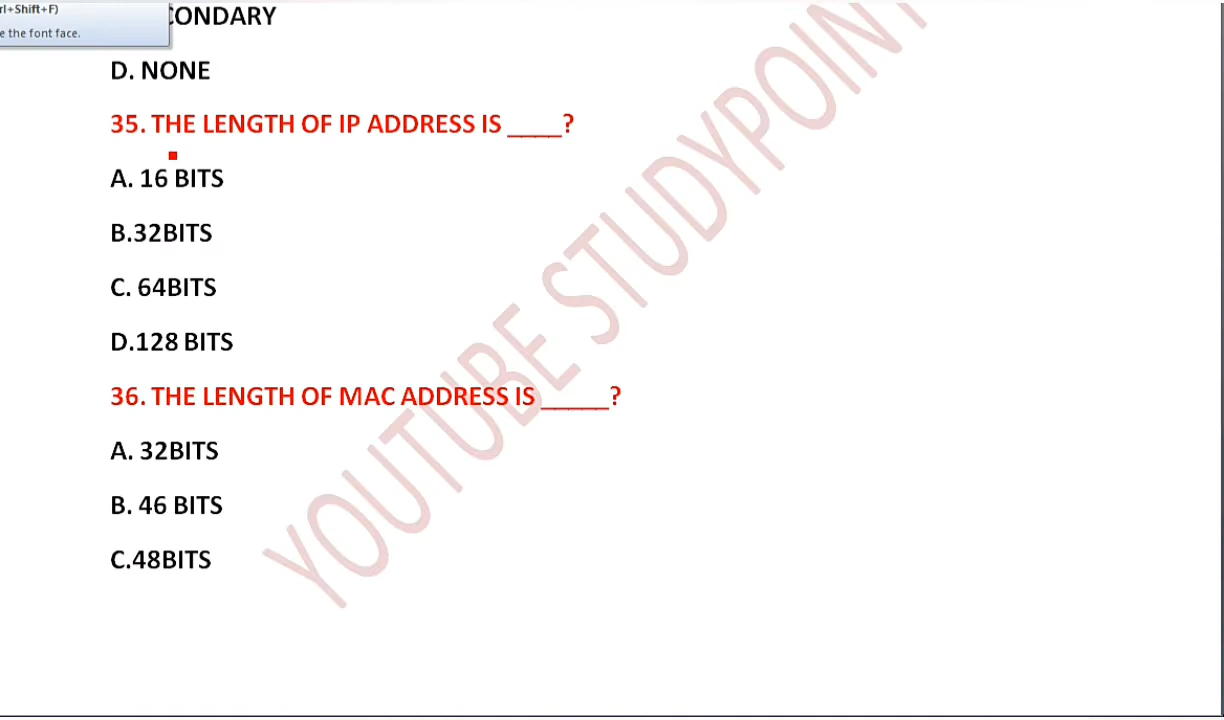 rl+Shift+F)
e the font face.
CONDARY
D. NONE
35. THE LENGTH OF IP ADDRESS IS ____?
A. 16 BITS
B.32BITS
C. 64BITS
D.128 BITS
36. THE LENGTH OF MAC ADDRESS IS _____?
A. 32BITS
B. 46 BITS
C.48BITS
YOUTUBE STUDYPOINT